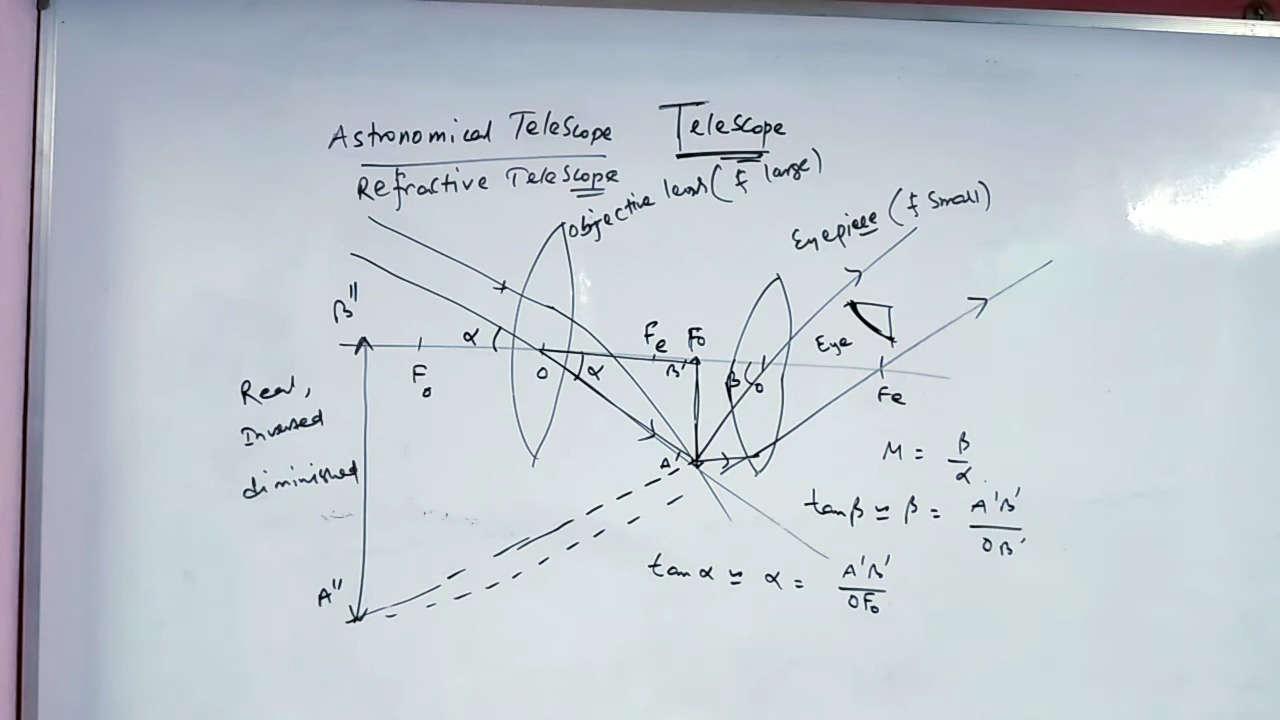 Astronomical Telescope
Telescope
Refractive Telescope
Objective lens (f large)
Eyepiece (f small)
B"
α
F₀
O
α
Fe
F₀
B'
β
O
Eye
Fe
Real,
Inversed
diminished
A'
A"
M = β/α
tanβ ≃ β = A'B'/OB'
tanα ≃ α = A'B'/OF₀